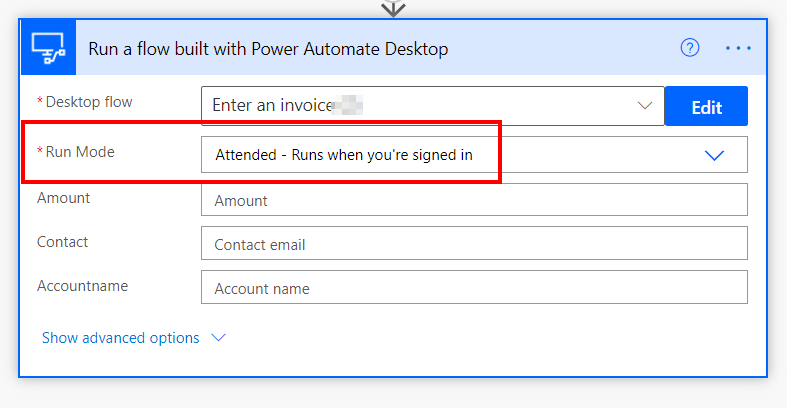 Run a flow built with Power Automate Desktop
* Desktop flow
Enter an invoice
Edit
* Run Mode
Attended - Runs when you're signed in
Amount
Amount
Contact
Contact email
Accountname
Account name
Show advanced options